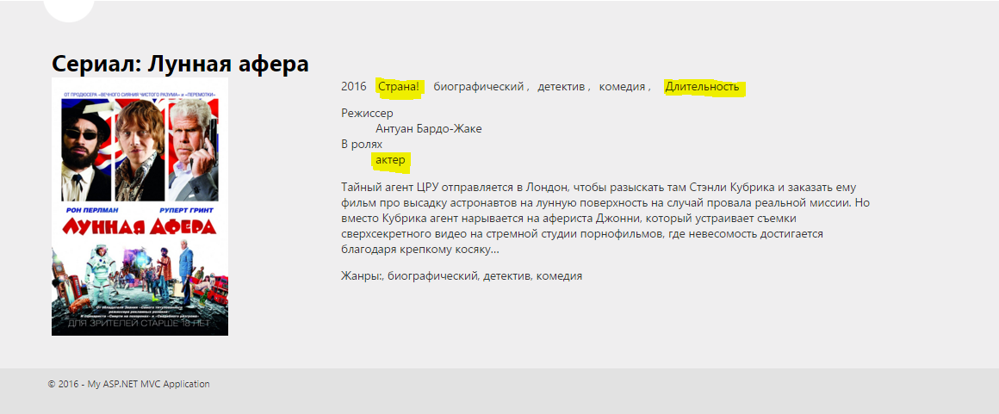 Сериал: Лунная афера
ОТ ПРОДЮСЕРА «ВЕЧНОГО СИЯНИЯ ЧИСТОГО РАЗУМА» И «ПЕРЕМОТКИ»
РОН ПЕРЛМАН РУПЕРТ ГРИНТ
ЛУННАЯ АФЕРА
ДЛЯ ЗРИТЕЛЕЙ СТАРШЕ 18 ЛЕТ
2016 Страна! биографический , детектив , комедия , Длительность
Режиссер
Антуан Бардо-Жаке
В ролях
актер
Тайный агент ЦРУ отправляется в Лондон, чтобы разыскать там Стэнли Кубрика и заказать ему
фильм про высадку астронавтов на лунную поверхность на случай провала реальной миссии. Но
вместо Кубрика агент нарывается на афериста Джонни, который устраивает съемки
сверхсекретного видео на стремной студии порнофильмов, где невесомость достигается
благодаря крепкому косяку...
Жанры:, биографический, детектив, комедия
© 2016 - My ASP.NET MVC Application